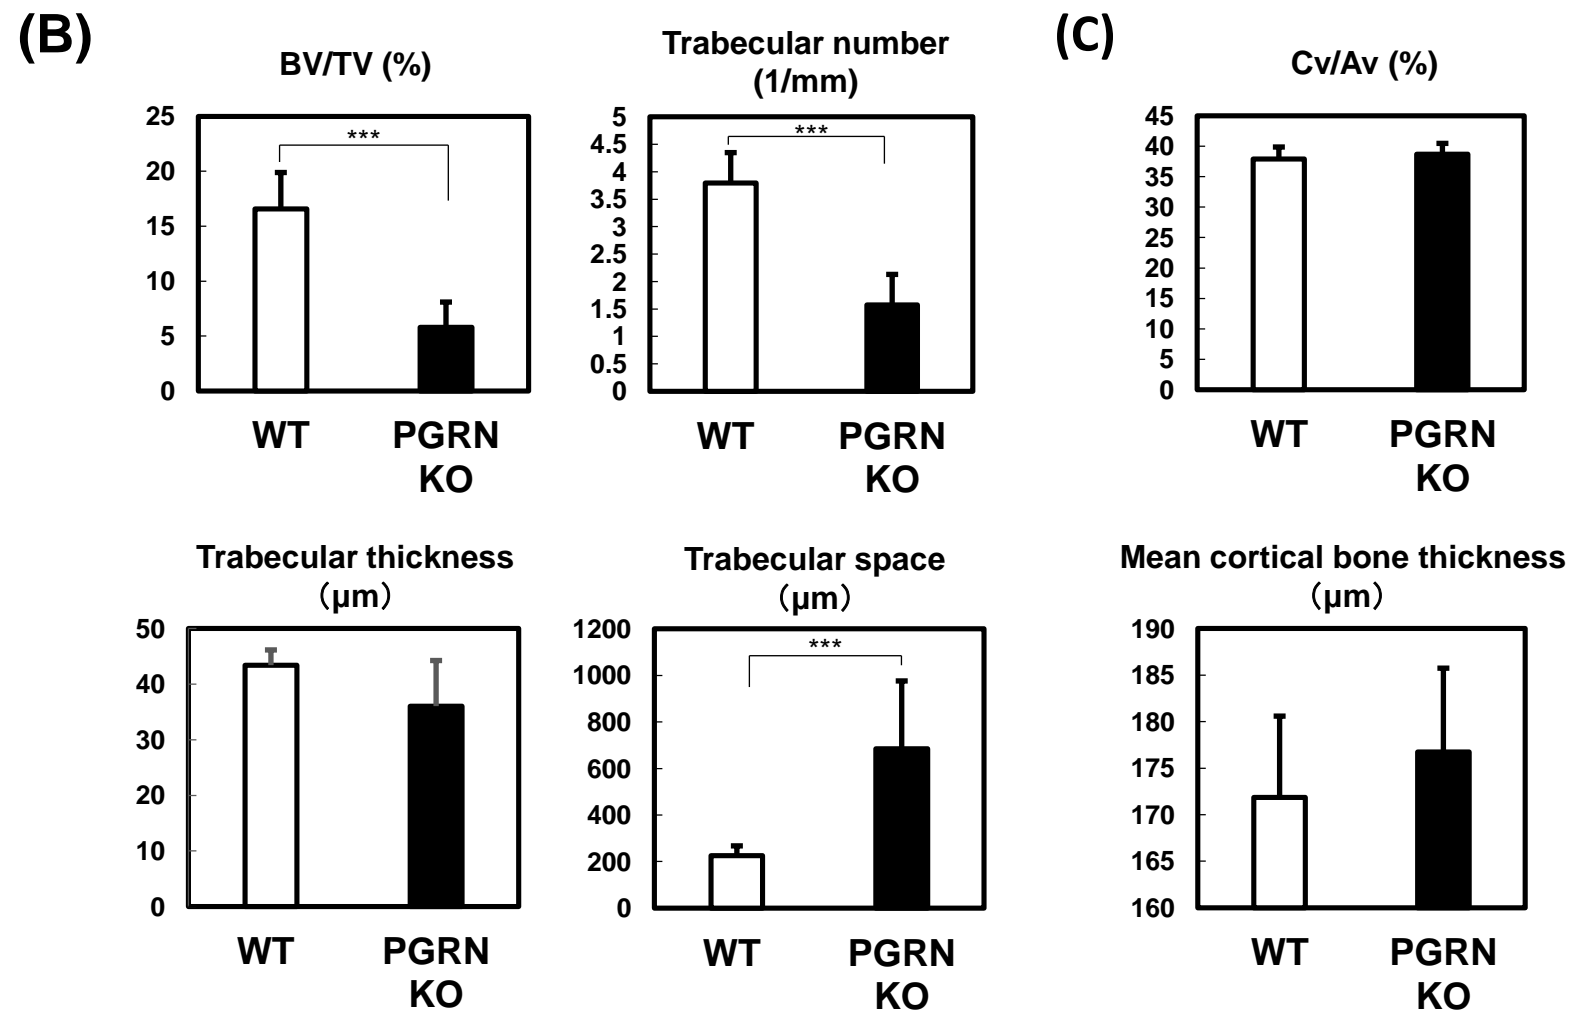 (B)
BV/TV (%)
25
20
15
10
5
0
***
WT
PGRN
KO
Trabecular number
(1/mm)
5
4.5
4
3.5
3
2.5
2
1.5
1
0.5
0
***
WT
PGRN
KO
Trabecular thickness
（μm）
50
40
30
20
10
0
WT
PGRN
KO
Trabecular space
（μm）
1200
1000
800
600
400
200
0
***
WT
PGRN
KO
(C)
Cv/Av (%)
45
40
35
30
25
20
15
10
5
0
WT
PGRN
KO
Mean cortical bone thickness
（μm）
190
185
180
175
170
165
160
WT
PGRN
KO